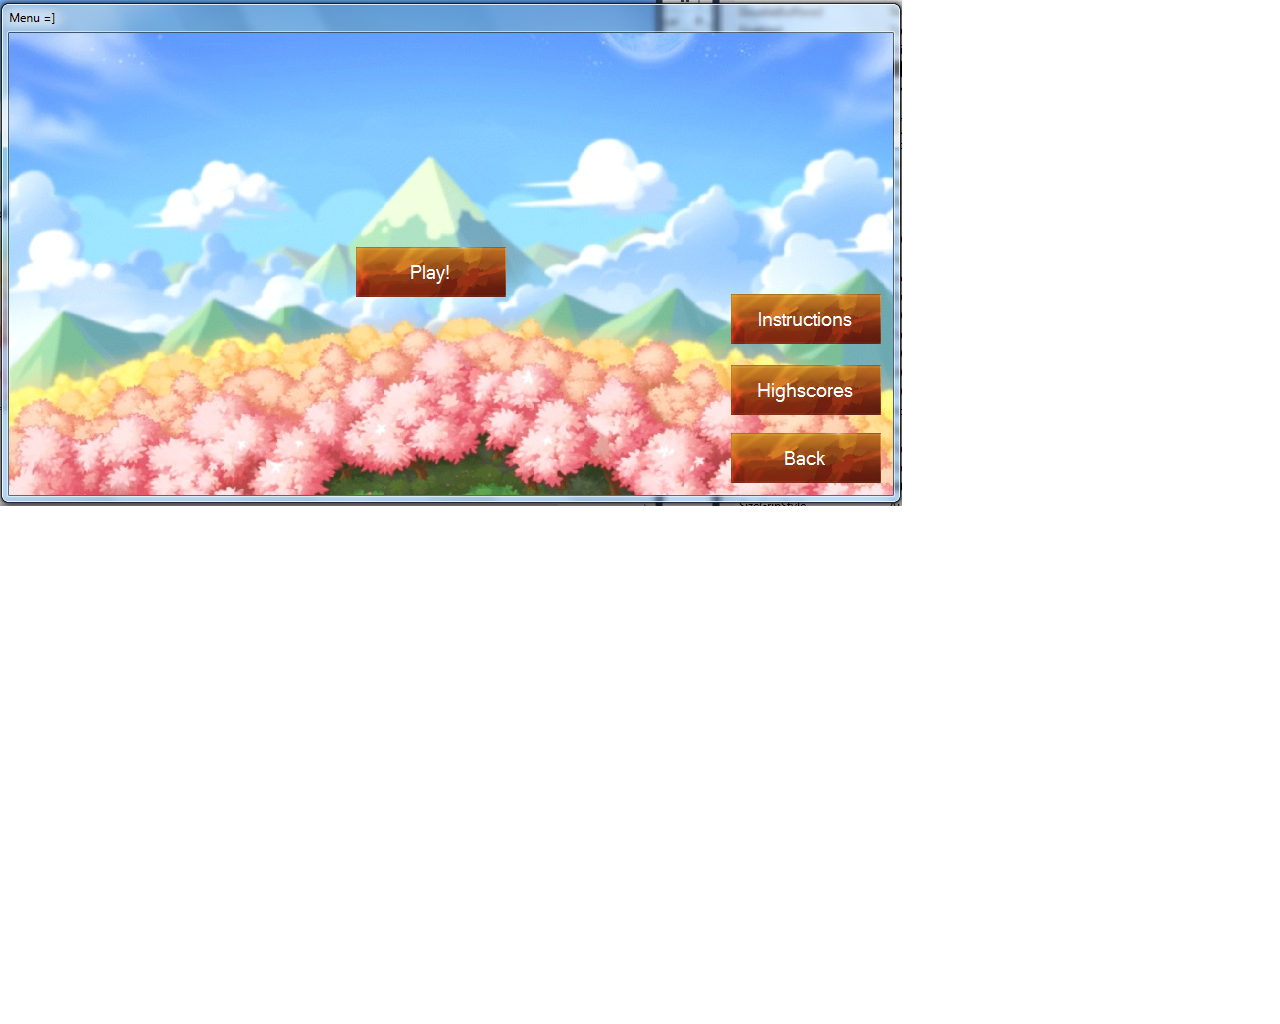 Menu =]
Play!
Instructions
Highscores
Back